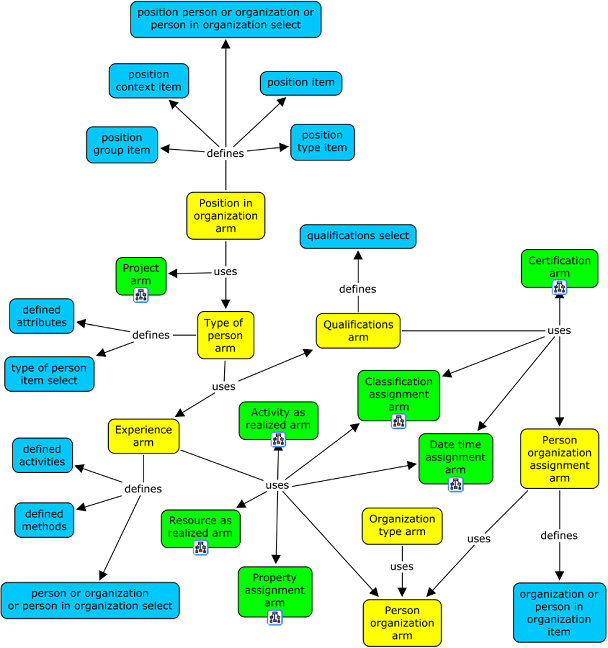 position person or organization or
person in organization select
position
context item
position item
position
group item
defines
position
type item
Position in
organization
arm
qualifications select
Project
arm
uses
Certification
arm
defines
defined
attributes
defines
Type of
person
arm
Qualifications
arm
uses
type of person
item select
uses
Classification
assignment
arm
Activity as
realized arm
Experience
arm
Date time
assignment
arm
Person
organization
assignment
arm
defined
activities
defines
uses
defined
methods
Resource as
realized arm
Organization
type arm
uses
defines
uses
Property
assignment
arm
person or organization
or person in organization select
Person
organization
arm
organization or
person in
organization
item